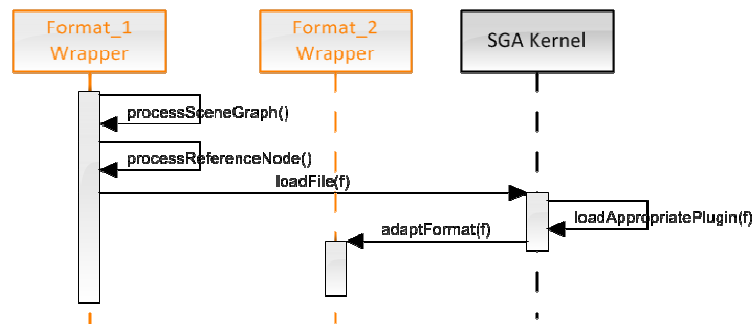 Format_1
Wrapper
Format_2
Wrapper
SGA Kernel
processSceneGraph()
processReferenceNode()
loadFile(f)
loadAppropriatePlugin(f)
adaptFormat(f)